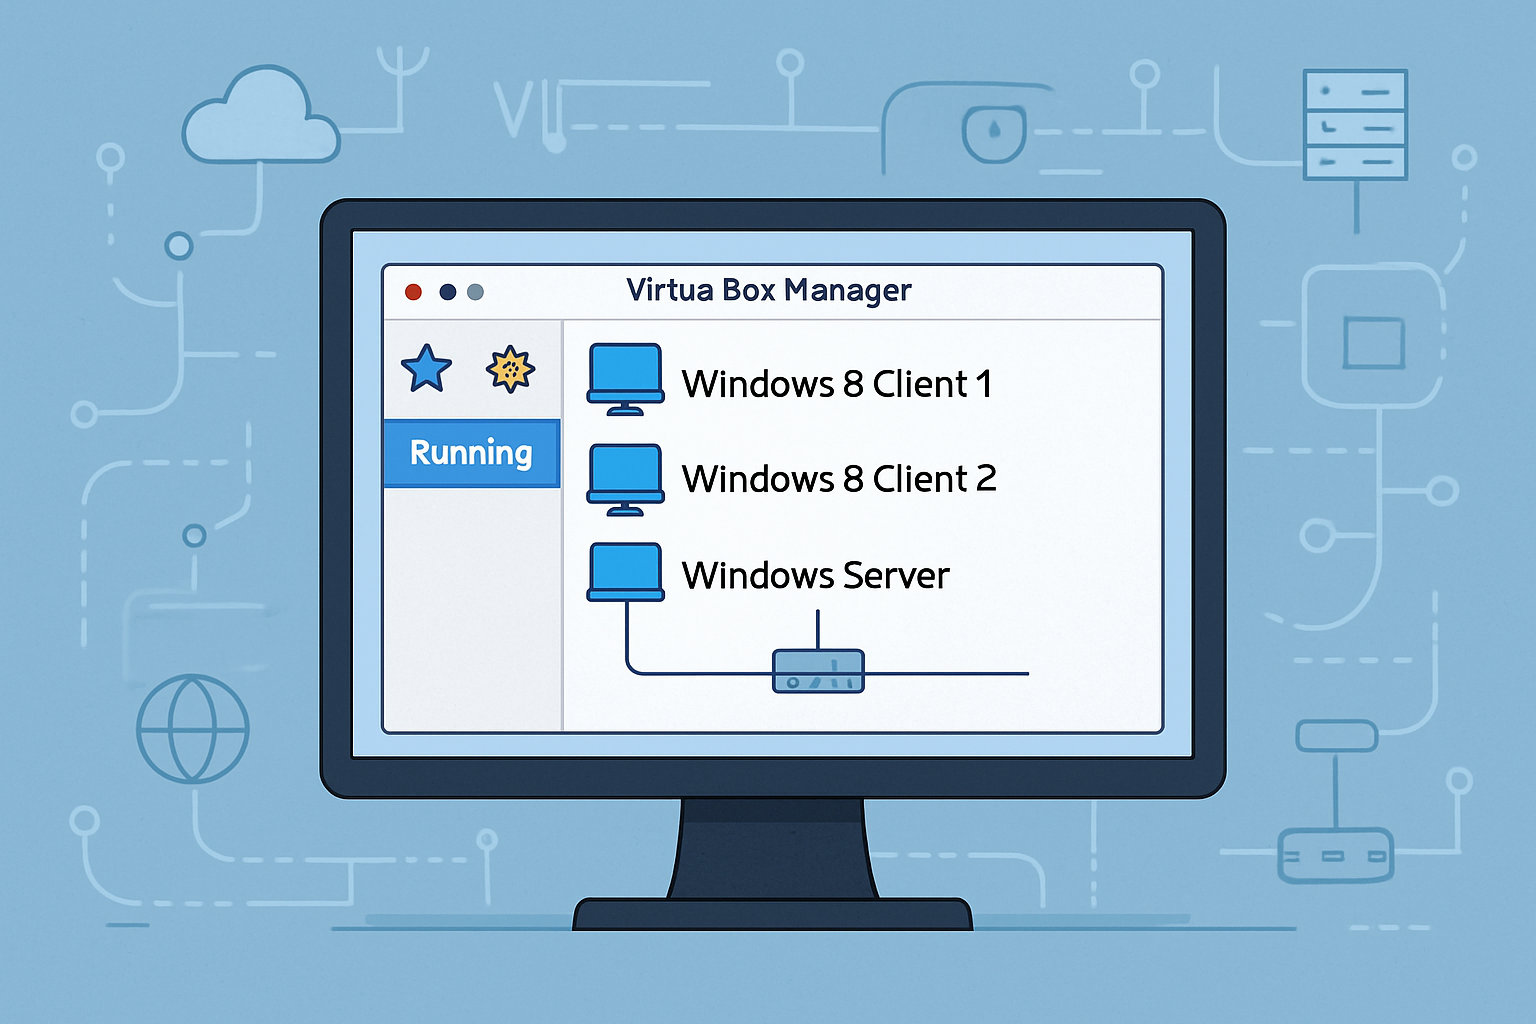 Virtua Box Manager
Running
Windows 8 Client 1
Windows 8 Client 2
Windows Server